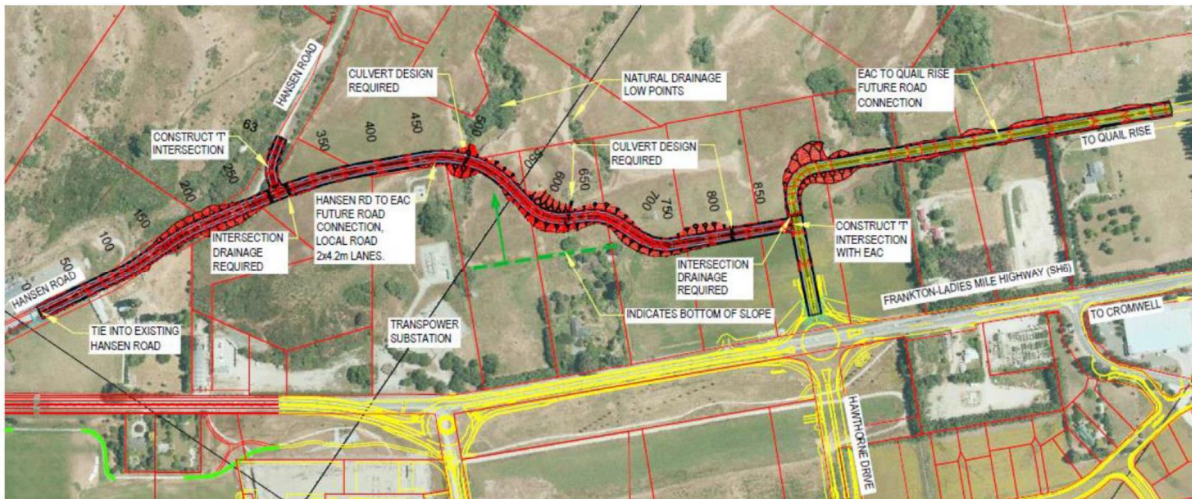 HANSEN ROAD
CULVERT DESIGN
REQUIRED
NATURAL DRAINAGE
LOW POINTS
EAC TO QUAIL RISE
FUTURE ROAD
CONNECTION
TO QUAIL RISE
CONSTRUCT 'T'
INTERSECTION
63
CULVERT DESIGN
REQUIRED
0
50
100
150
200
250
350
400
450
500
550
600
650
700
750
800
850
HANSEN RD TO EAC
FUTURE ROAD
CONNECTION,
LOCAL ROAD
2x4.2m LANES.
INTERSECTION
DRAINAGE
REQUIRED
CONSTRUCT 'T'
INTERSECTION
WITH EAC
INTERSECTION
DRAINAGE
REQUIRED
HANSEN ROAD
FRANKTON-LADIES MILE HIGHWAY (SH6)
TIE INTO EXISTING
HANSEN ROAD
TRANSPOWER
SUBSTATION
INDICATES BOTTOM OF SLOPE
TO CROMWELL
HAWTHORNE DRIVE